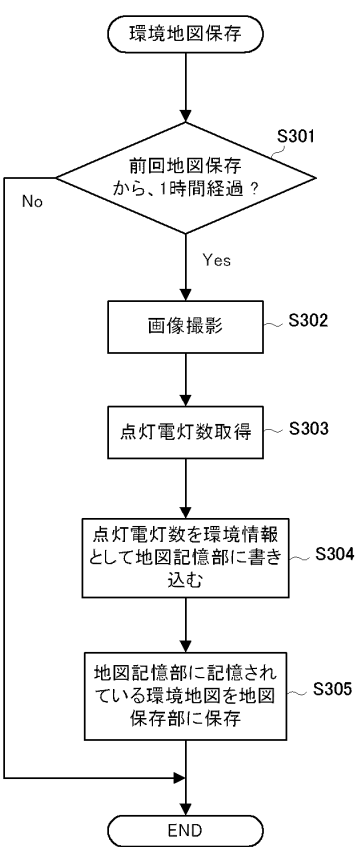 環境地図保存
S301
前回地図保存
から、1時間経過？
No
Yes
画像撮影
S302
点灯電灯数取得
S303
点灯電灯数を環境情報
として地図記憶部に書き
込む
S304
地図記憶部に記憶され
ている環境地図を地図
保存部に保存
S305
END